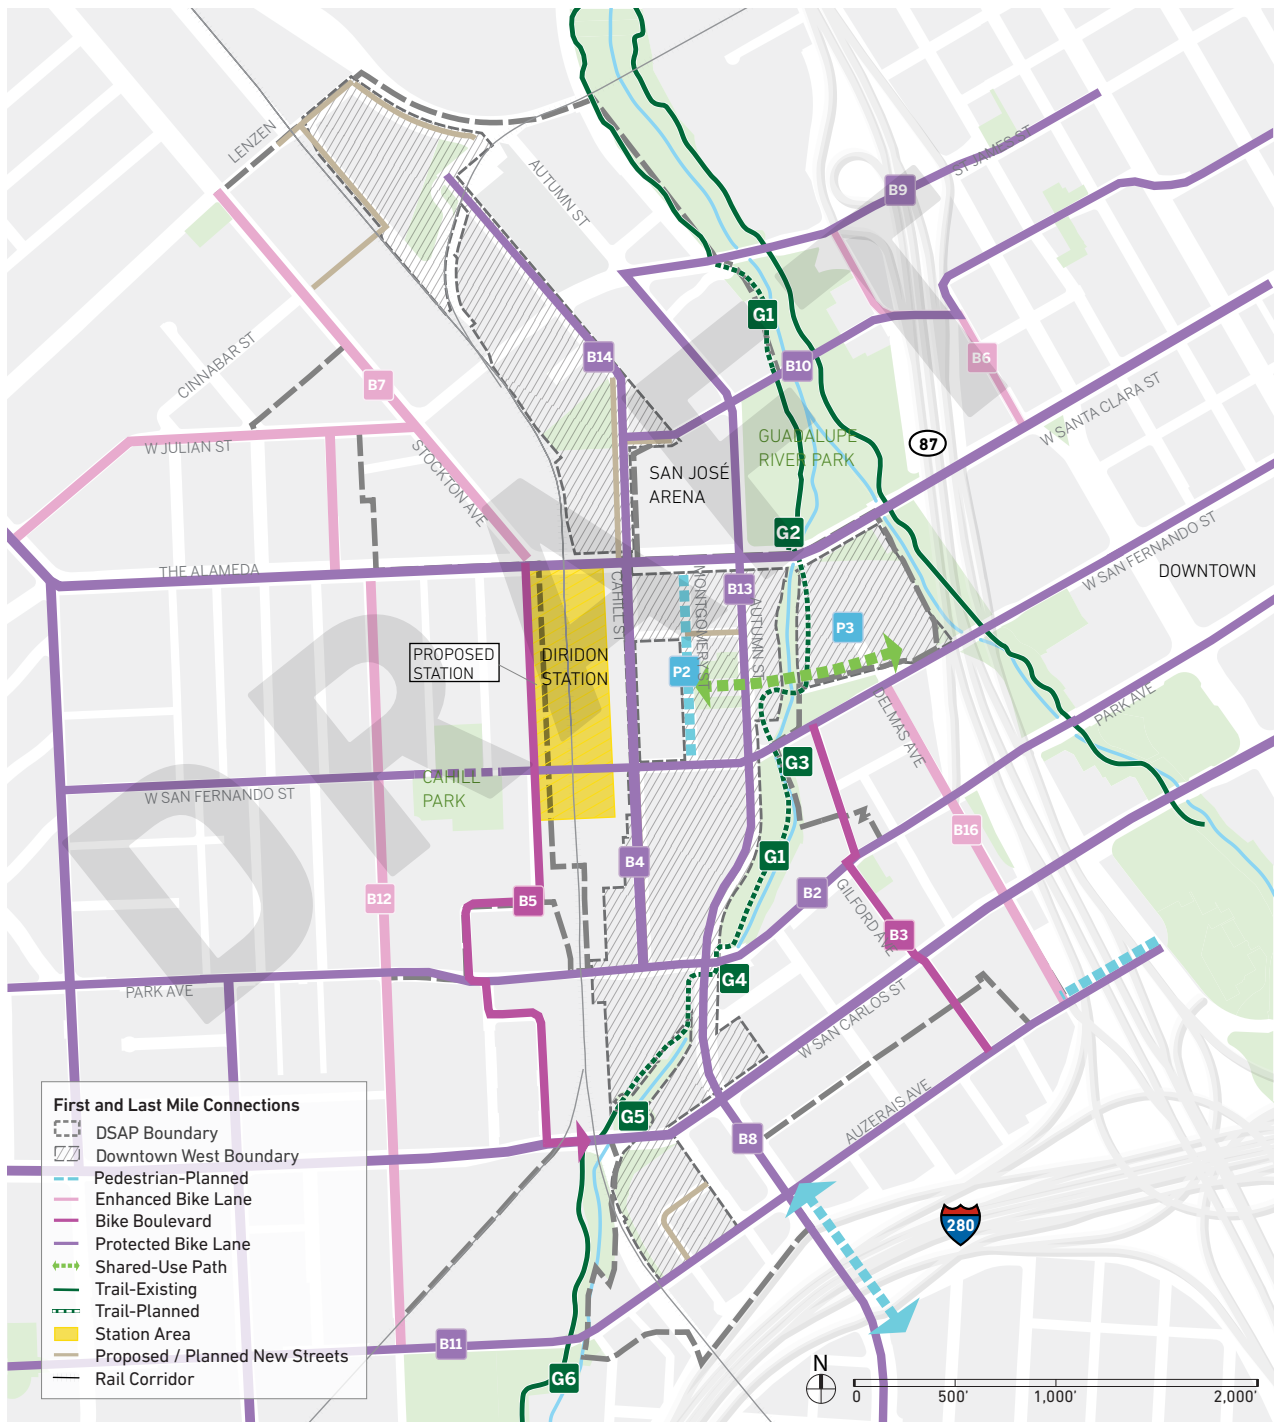 LENZEN
AUTUMN ST
ST JAMES ST
B9
G1
B14
B10
B6
CINNABAR ST
B7
W SANTA CLARA ST
W JULIAN ST
STOCKTON AVE
GUADALUPE
RIVER PARK
87
SAN JOSÉ
ARENA
G2
W SAN FERNANDO ST
THE ALAMEDA
DOWNTOWN
CAHILL ST
MONTGOMERY ST
B13
AUTUMN ST
P3
PROPOSED
STATION
DIRIDON
STATION
P2
DELMAS AVE
PARK AVE
G3
CAHILL
PARK
W SAN FERNANDO ST
B16
G1
B4
B2
B12
B5
GILFORD AVE
B3
G4
PARK AVE
W SAN CARLOS ST
G5
AUZERAIS AVE
B8
280
B11
G6
DRAFT
First and Last Mile Connections
DSAP Boundary
Downtown West Boundary
Pedestrian-Planned
Enhanced Bike Lane
Bike Boulevard
Protected Bike Lane
Shared-Use Path
Trail-Existing
Trail-Planned
Station Area
Proposed / Planned New Streets
Rail Corridor
N
0 500' 1,000' 2,000'